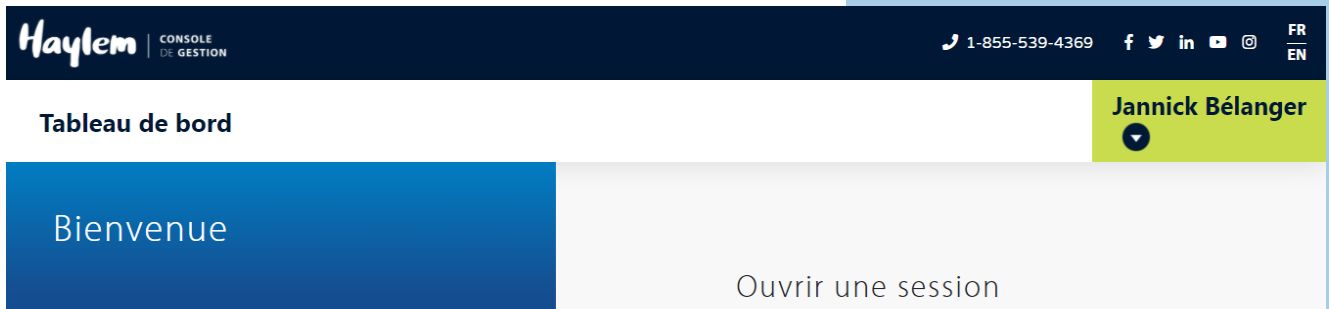 Haylem CONSOLE
DE GESTION
1-855-539-4369
FR
EN
Tableau de bord
Jannick Bélanger
Bienvenue
Ouvrir une session